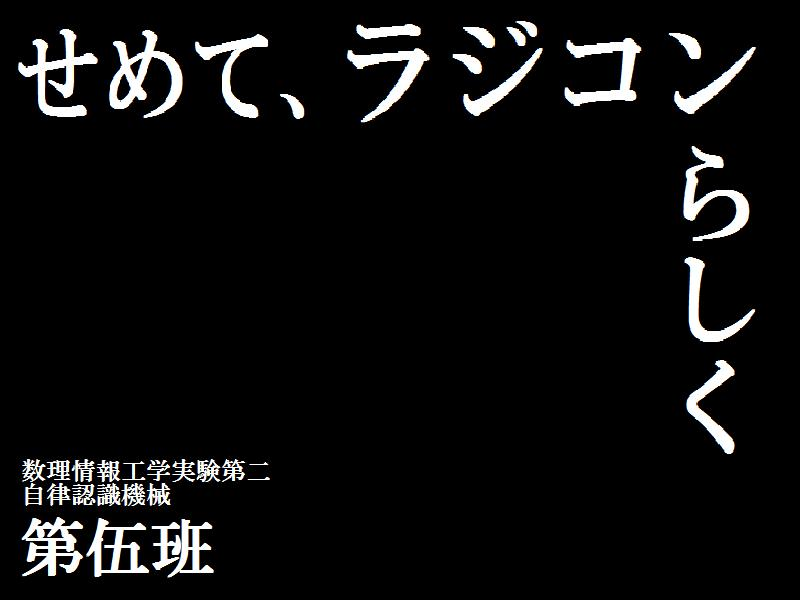 せめて、ラジコン
らしく
数理情報工学実験第二
自律認識機械
第伍班